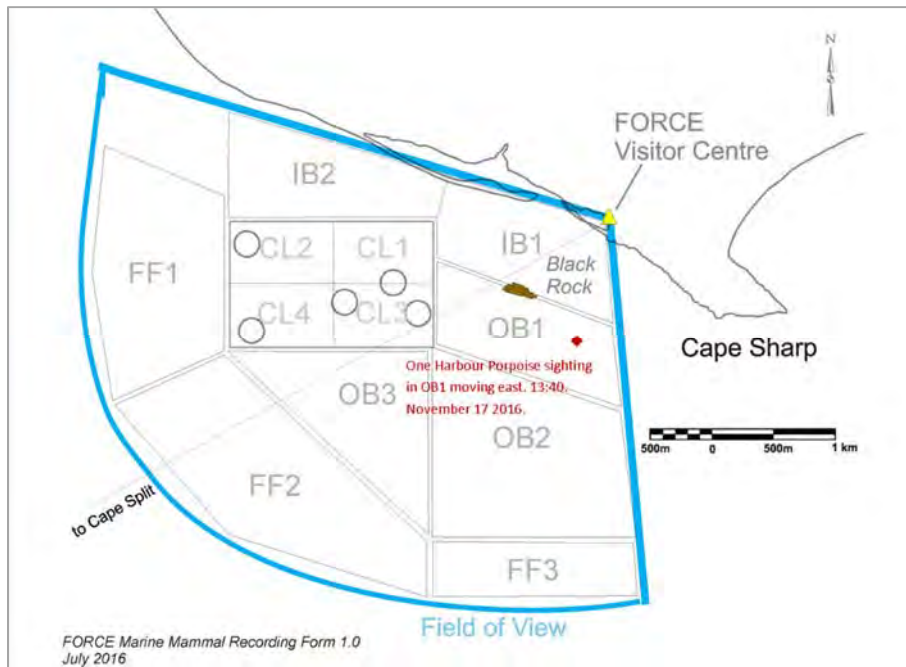 N
FORCE
Visitor Centre
IB2
IB1
CL2
CL1
Black
Rock
FF1
CL4
CL3
OB1
Cape Sharp
One Harbour Porpoise sighting
in OB1 moving east. 13:40.
November 17 2016.
OB3
OB2
500m 0 500m 1 km
FF2
to Cape Split
FF3
Field of View
FORCE Marine Mammal Recording Form 1.0
July 2016